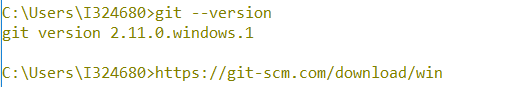 C:\Users\I324680>git --version
git version 2.11.0.windows.1
C:\Users\I324680>https://git-scm.com/download/win